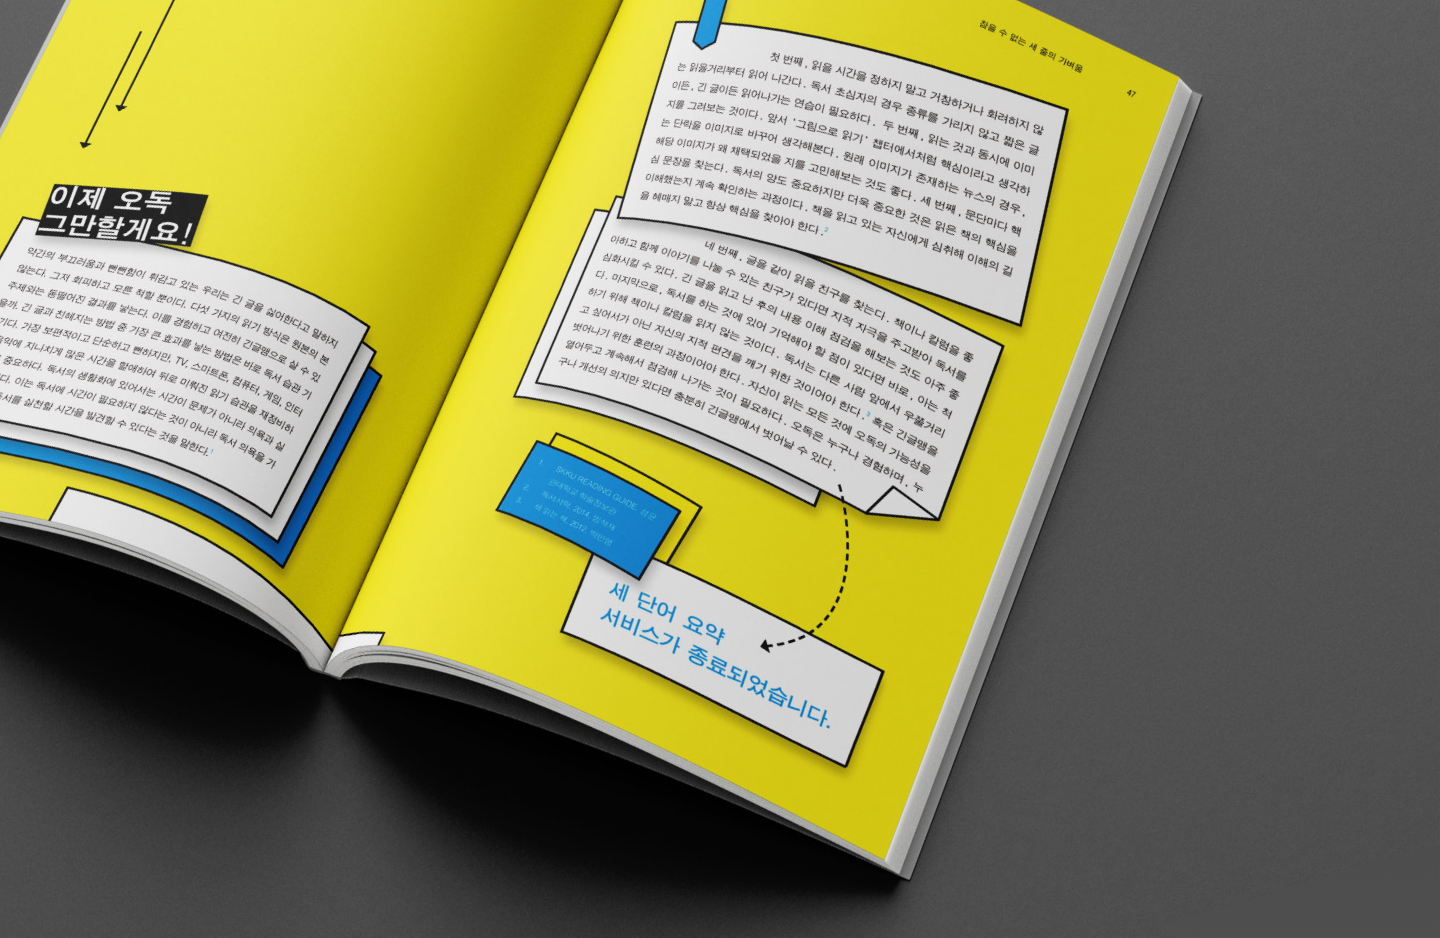 이제 오독
그만할게요!
약간의 부끄러움과 뻔뻔함이 뒤감고 있는 우리는 긴 글을 싫어한다고 말하지
않는다. 그저 회피하고 모른 척할 뿐이다. 다섯 가지의 읽기 방식은 원본의 본
주제와는 동떨어진 결과를 낳는다. 이를 경험하고 여전히 긴글맹으로 살 수 있
을까. 긴 글과 친해지는 방법 중 가장 큰 효과를 낳는 방법은 바로 독서 습관 기
가장 보편적이고 단순하고 뻔하지만, TV, 스마트폰, 컴퓨터, 게임, 인터
지나치게 많은 시간을 할애하여 뒤로 미뤄진 읽기 습관을 재정비히
중요하다. 독서의 생활화에 있어서는 시간이 문제가 아니라 의욕과 실
이는 독서에 시간이 필요하지 않다는 것이 아니라 독서 의욕을 가
실천할 시간을 발견할 수 있다는 것을 말한다.1
참을 수 없는 세 줄의 가벼움
47
첫 번째, 읽을 시간을 정하지 말고 거창하거나 화려하지 않
는 읽을거리부터 읽어 나간다. 독서 초심자의 경우 종류를 가리지 않고 짧은 글
이든, 긴 글이든 읽어나가는 연습이 필요하다. 두 번째, 읽는 것과 동시에 이미
지를 그려보는 것이다. 앞서 '그림으로 읽기' 챕터에서처럼 핵심이라고 생각하
는 단락을 이미지로 바꾸어 생각해본다. 원래 이미지가 존재하는 뉴스의 경우,
해당 이미지가 왜 채택되었을 지를 고민해보는 것도 좋다. 세 번째, 문단마다 핵
심 문장을 찾는다. 독서의 양도 중요하지만 더욱 중요한 것은 읽은 책의 핵심을
이해했는지 계속 확인하는 과정이다. 책을 읽고 있는 자신에게 심취해 이해의 길
을 헤매지 말고 항상 핵심을 찾아야 한다.2
네 번째, 글을 같이 읽을 친구를 찾는다. 책이나 칼럼을 좋
아하고 함께 이야기를 나눌 수 있는 친구가 있다면 지적 자극을 주고받아 독서를
심화시킬 수 있다. 긴 글을 읽고 난 후의 내용 이해 점검을 해보는 것도 아주 좋
다. 마지막으로, 독서를 하는 것에 있어 기억해야 할 점이 있다면 바로, 아는 척
하기 위해 책이나 칼럼을 읽지 않는 것이다. 독서는 다른 사람 앞에서 우쭐거리
고 싶어서가 아닌 자신의 지적 편견을 깨기 위한 것이어야 한다.3 혹은 긴글맹을
벗어나기 위한 훈련의 과정이어야 한다. 자신이 읽는 모든 것에 오독의 가능성을
열어두고 계속해서 점검해 나가는 것이 필요하다. 오독은 누구나 경험하며, 누
구나 개선의 의지만 있다면 충분히 긴글맹에서 벗어날 수 있다.
1. SKKU READING GUIDE, 성균
관대학교 학술정보관
2. 독서사락, 2014,
3. 책 읽는 책, 2012, 박민영
세 단어 요약
서비스가 종료되었습니다.